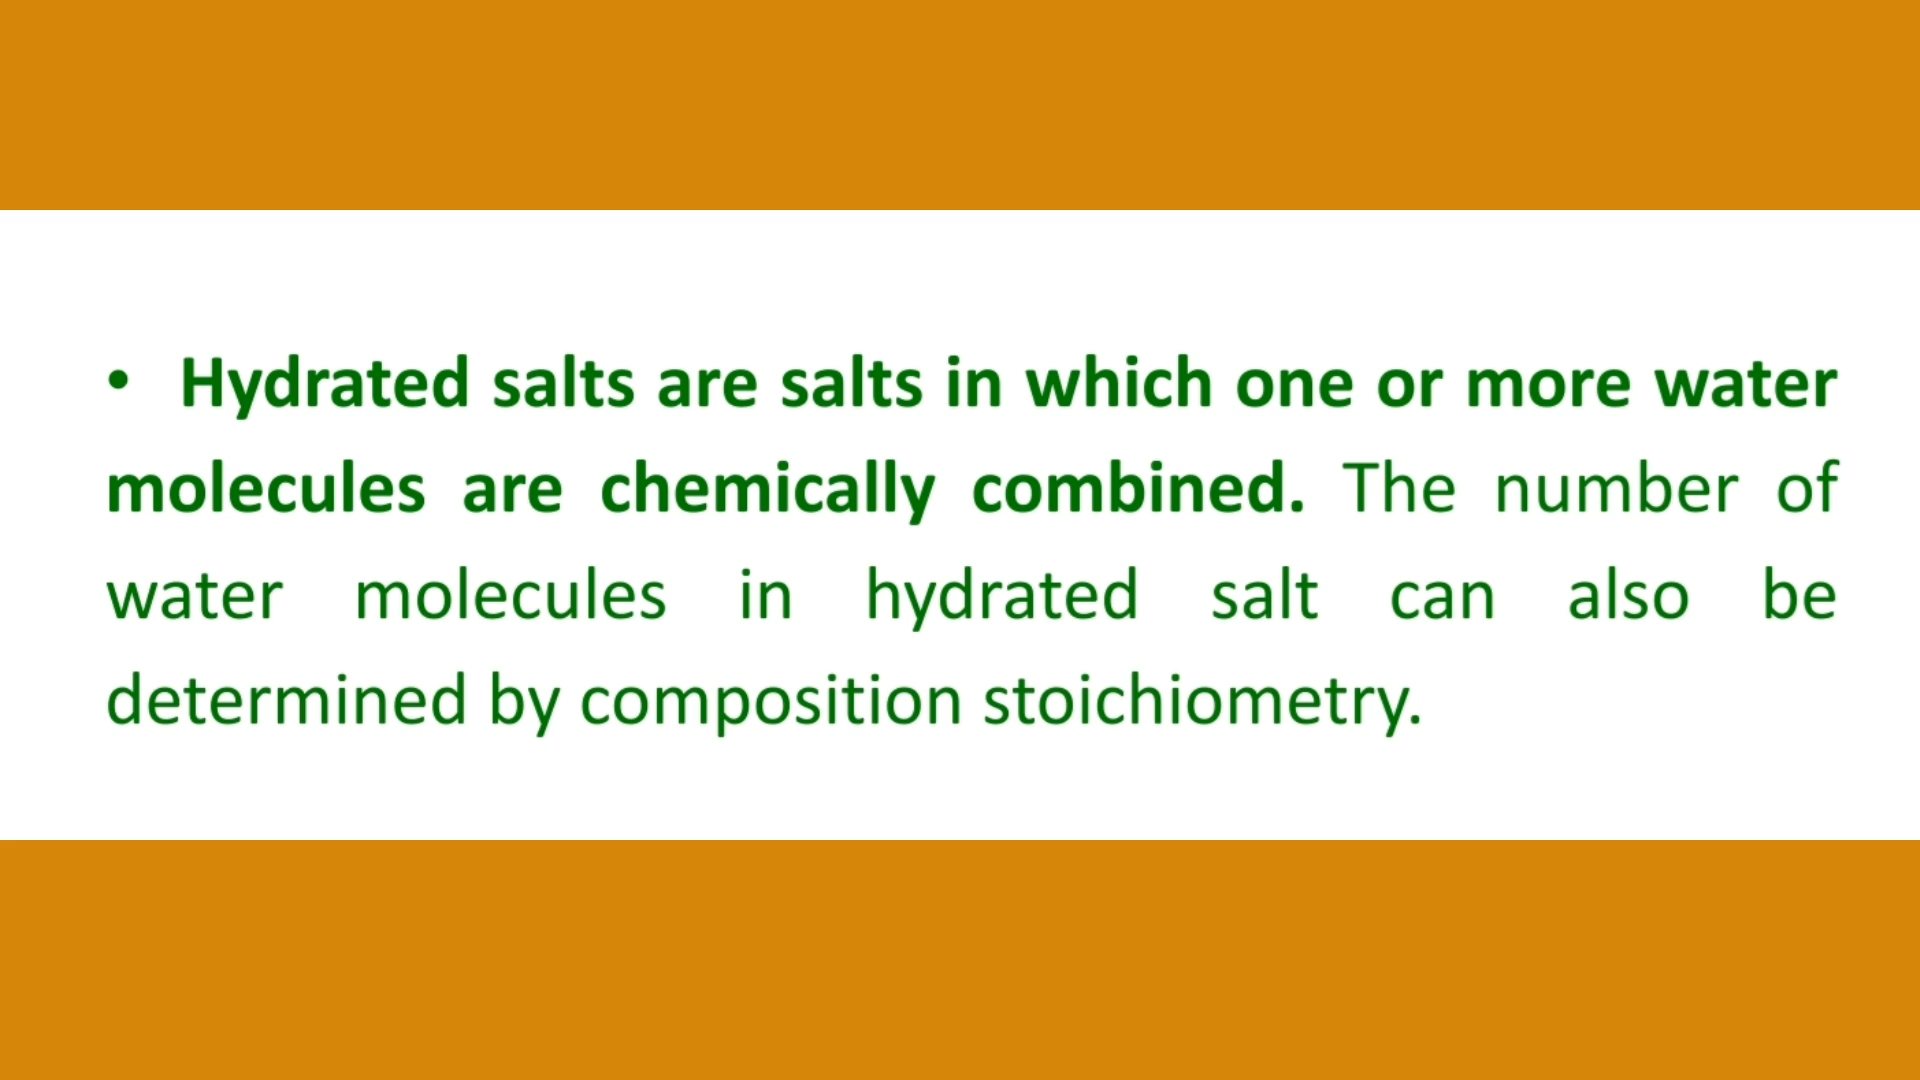 • Hydrated salts are salts in which one or more water
molecules are chemically combined. The number of
water molecules in hydrated salt can also be
determined by composition stoichiometry.